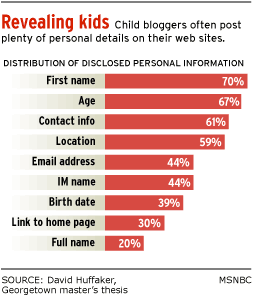 Revealing kids Child bloggers often post
plenty of personal details on their web sites.
DISTRIBUTION OF DISCLOSED PERSONAL INFORMATION
First name 70%
Age 67%
Contact info 61%
Location 59%
Email address 44%
IM name 44%
Birth date 39%
Link to home page 30%
Full name 20%
SOURCE: David Huffaker, MSNBC
Georgetown master's thesis